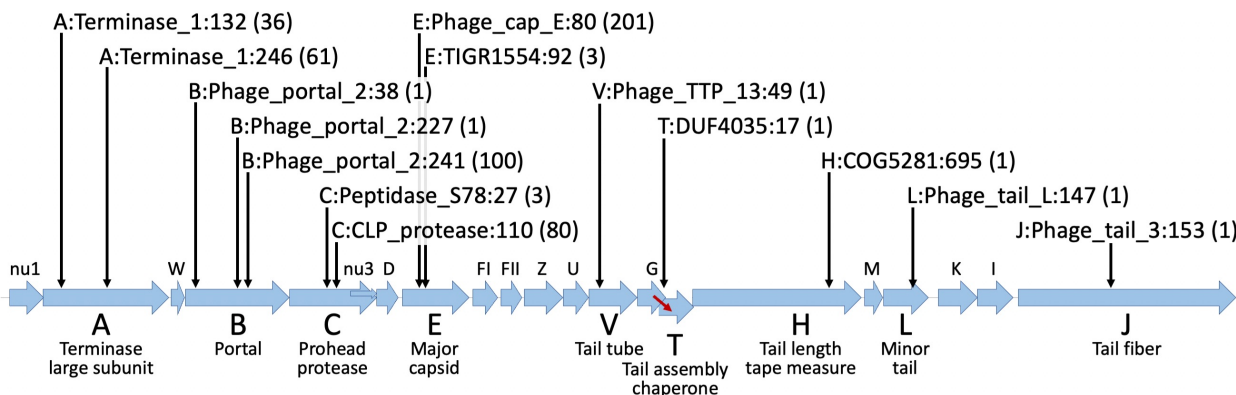 A:Terminase_1:132 (36)
E:Phage_cap_E:80 (201)
A:Terminase_1:246 (61)
E:TIGR1554:92 (3)
B:Phage_portal_2:38 (1)
V:Phage_TTP_13:49 (1)
B:Phage_portal_2:227 (1)
T:DUF4035:17 (1)
B:Phage_portal_2:241 (100)
H:COG5281:695 (1)
C:Peptidase_S78:27 (3)
L:Phage_tail_L:147 (1)
C:CLP_protease:110 (80)
J:Phage_tail_3:153 (1)
nu1
W
nu3
D
FI
FII
Z
U
G
M
K
I
A
Terminase
large subunit
B
Portal
C
Prohead
protease
E
Major
capsid
V
Tail tube
T
Tail assembly
chaperone
H
Tail length
tape measure
L
Minor
tail
J
Tail fiber